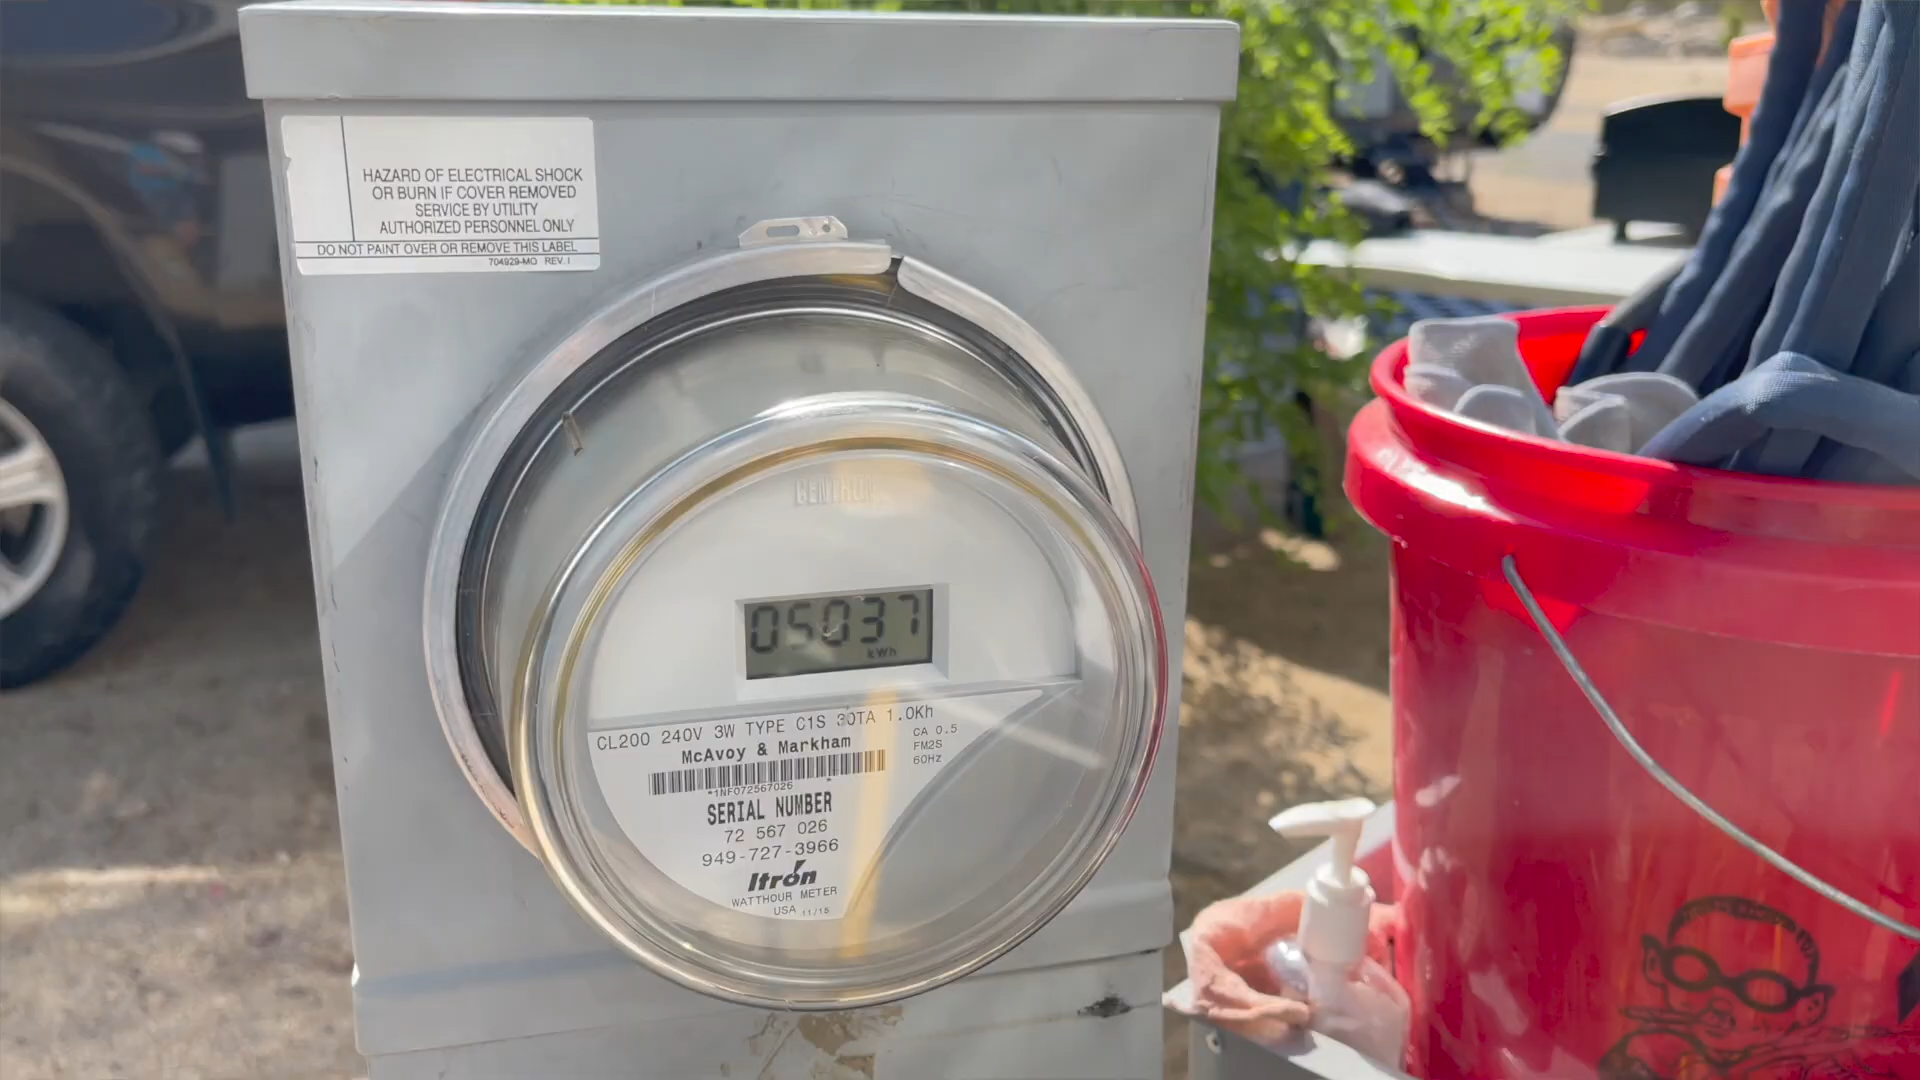 HAZARD OF ELECTRICAL SHOCK
OR BURN IF COVER REMOVED
SERVICE BY UTILITY
AUTHORIZED PERSONNEL ONLY
DO NOT PAINT OVER OR REMOVE THIS LABEL
704929-MO REV. I
CENTRON
05037
kWh
CL200 240V 3W TYPE C1S 30TA 1.0Kh
McAvoy & Markham
CA 0.5
FM2S
60Hz
*1NF072567026 *
SERIAL NUMBER
72 567 026
949-727-3966
Itron
WATTHOUR METER
USA 11/15